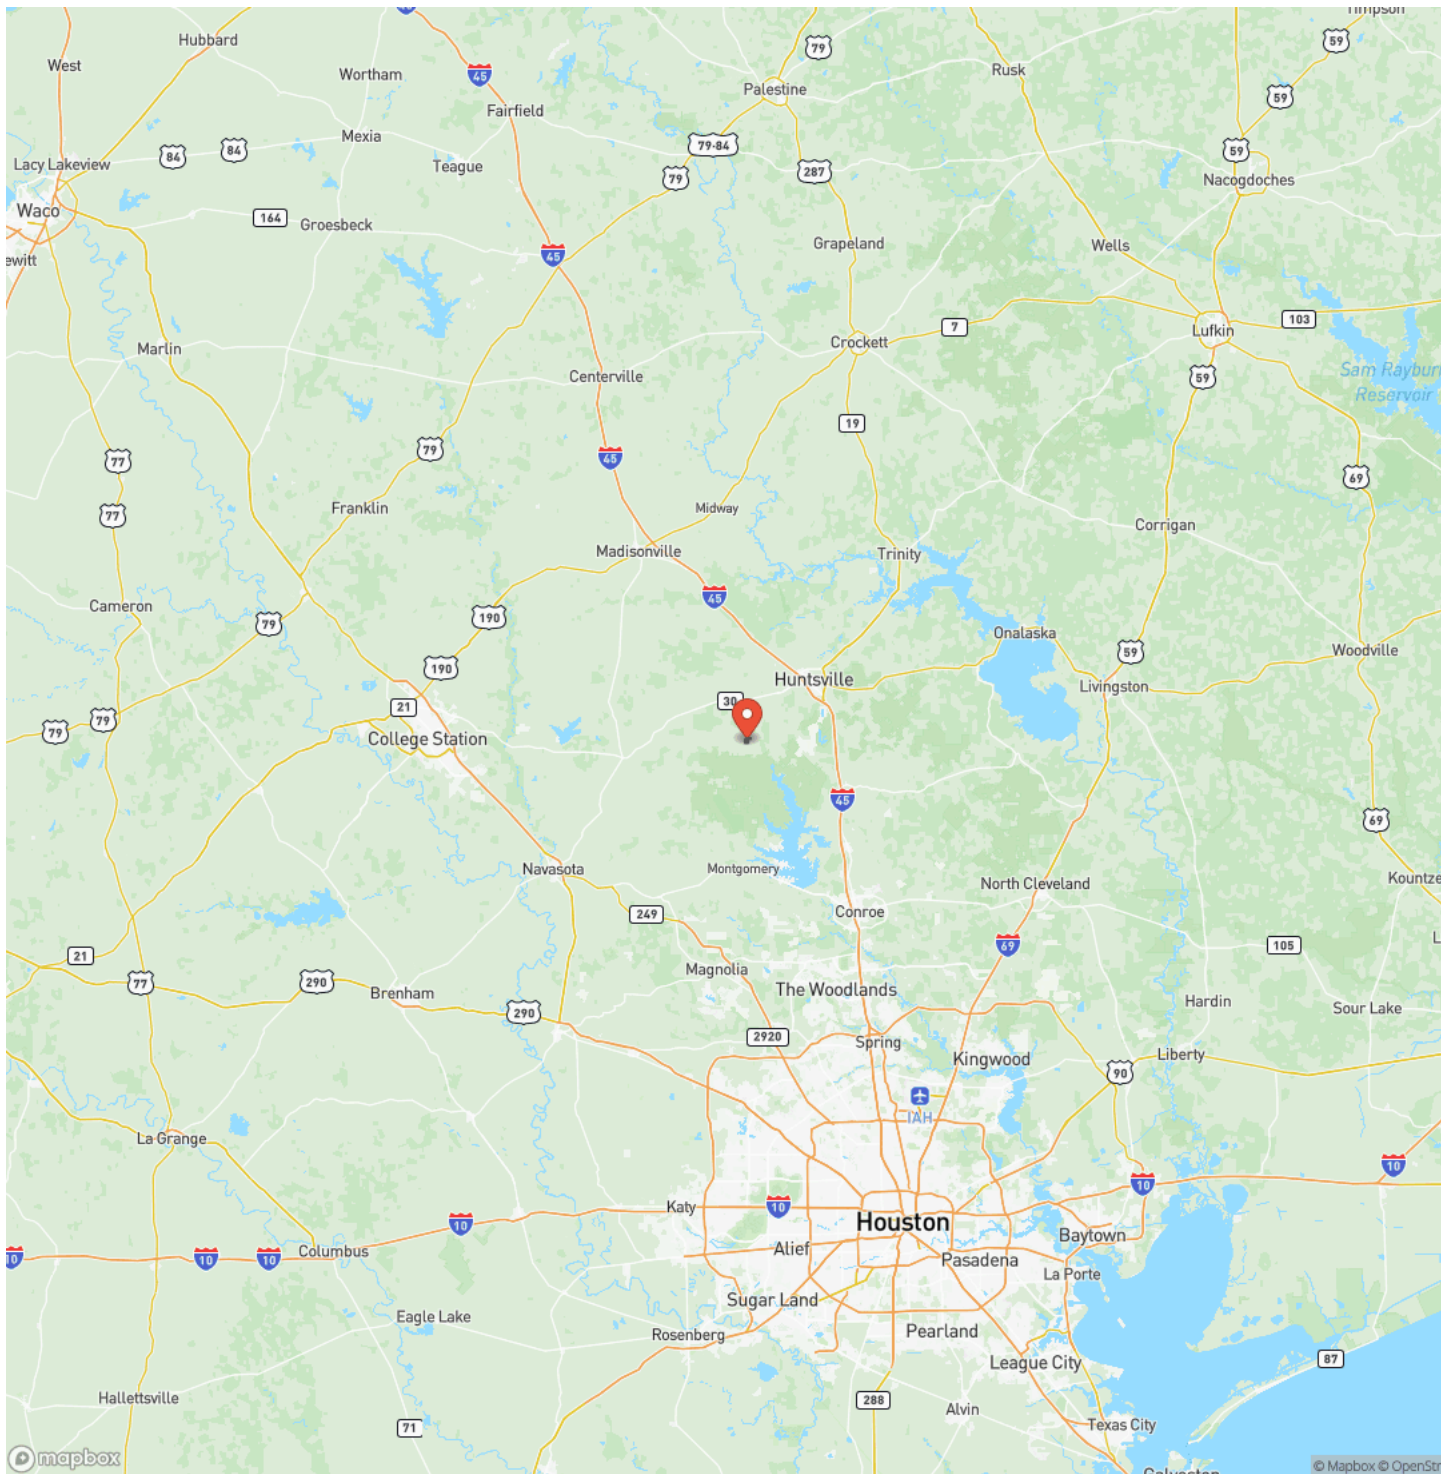 Timpson
Hubbard
West
59
79
45
Wortham
Rusk
Palestine
59
Fairfield
Mexia
79-84
84
84
59
Lacy Lakeview
Teague
79
287
Nacogdoches
Waco
164
Groesbeck
Grapeland
Wells
45
ewitt
7
103
Lufkin
Marlin
Crockett
Centerville
59
Sam Rayburn
Reservoir
19
79
45
77
69
Franklin
Midway
77
Corrigan
Madisonville
Trinity
45
Cameron
190
79
Onalaska
59
Woodville
190
Huntsville
Livingston
30
21
79
79
College Station
45
69
Navasota
Montgomery
North Cleveland
Kountze
249
Conroe
69
105
L
21
77
290
Magnolia
Brenham
The Woodlands
Hardin
Sour Lake
290
2920
Spring
Kingwood
Liberty
90
IAH
La Grange
10
10
Katy
10
Houston
10
Baytown
10
10
10
Columbus
Alief
Pasadena
La Porte
Sugar Land
Eagle Lake
Rosenberg
Pearland
League City
87
Hallettsville
288
Alvin
71
Texas City
mapbox
© Mapbox © OpenStr
Galveston